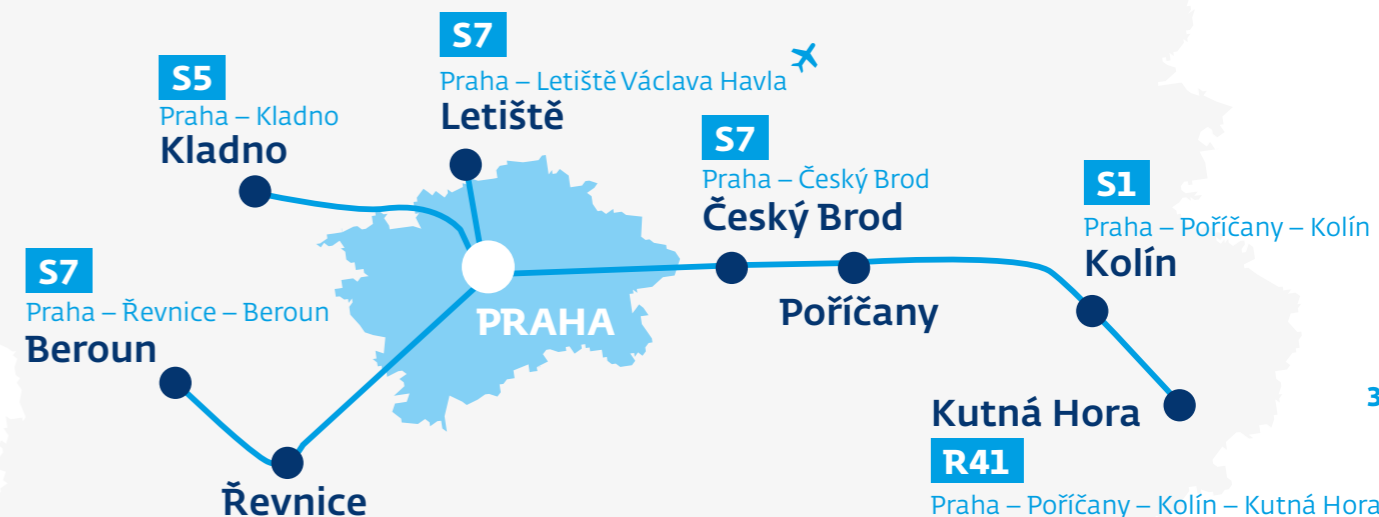 S7
Praha – Letiště Václava Havla
Letiště
S5
Praha – Kladno
Kladno
S7
Praha – Český Brod
Český Brod
S1
Praha – Poříčany – Kolín
Kolín
S7
Praha – Řevnice – Beroun
Beroun
PRAHA
Poříčany
Kutná Hora
3
R41
Praha – Poříčany – Kolín – Kutná Hora
Řevnice